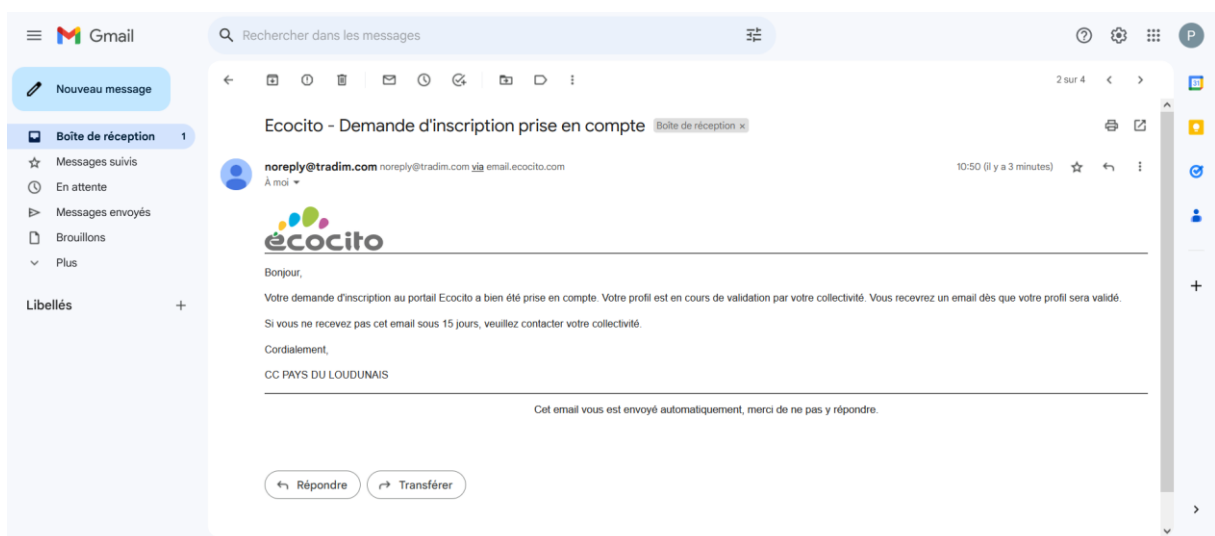 Gmail
Rechercher dans les messages
P
Nouveau message
2 sur 4
31
Boîte de réception 1
Messages suivis
En attente
Messages envoyés
Brouillons
Plus
Libellés
Ecocito - Demande d'inscription prise en compte Boîte de réception ×
noreply@tradim.com noreply@tradim.com via email.ecocito.com 10:50 (il y a 3 minutes)
À moi
écocito
Bonjour,
Votre demande d'inscription au portail Ecocito a bien été prise en compte. Votre profil est en cours de validation par votre collectivité. Vous recevrez un email dès que votre profil sera validé.
Si vous ne recevez pas cet email sous 15 jours, veuillez contacter votre collectivité.
Cordialement,
CC PAYS DU LOUDUNAIS
Cet email vous est envoyé automatiquement, merci de ne pas y répondre.
Répondre
Transférer